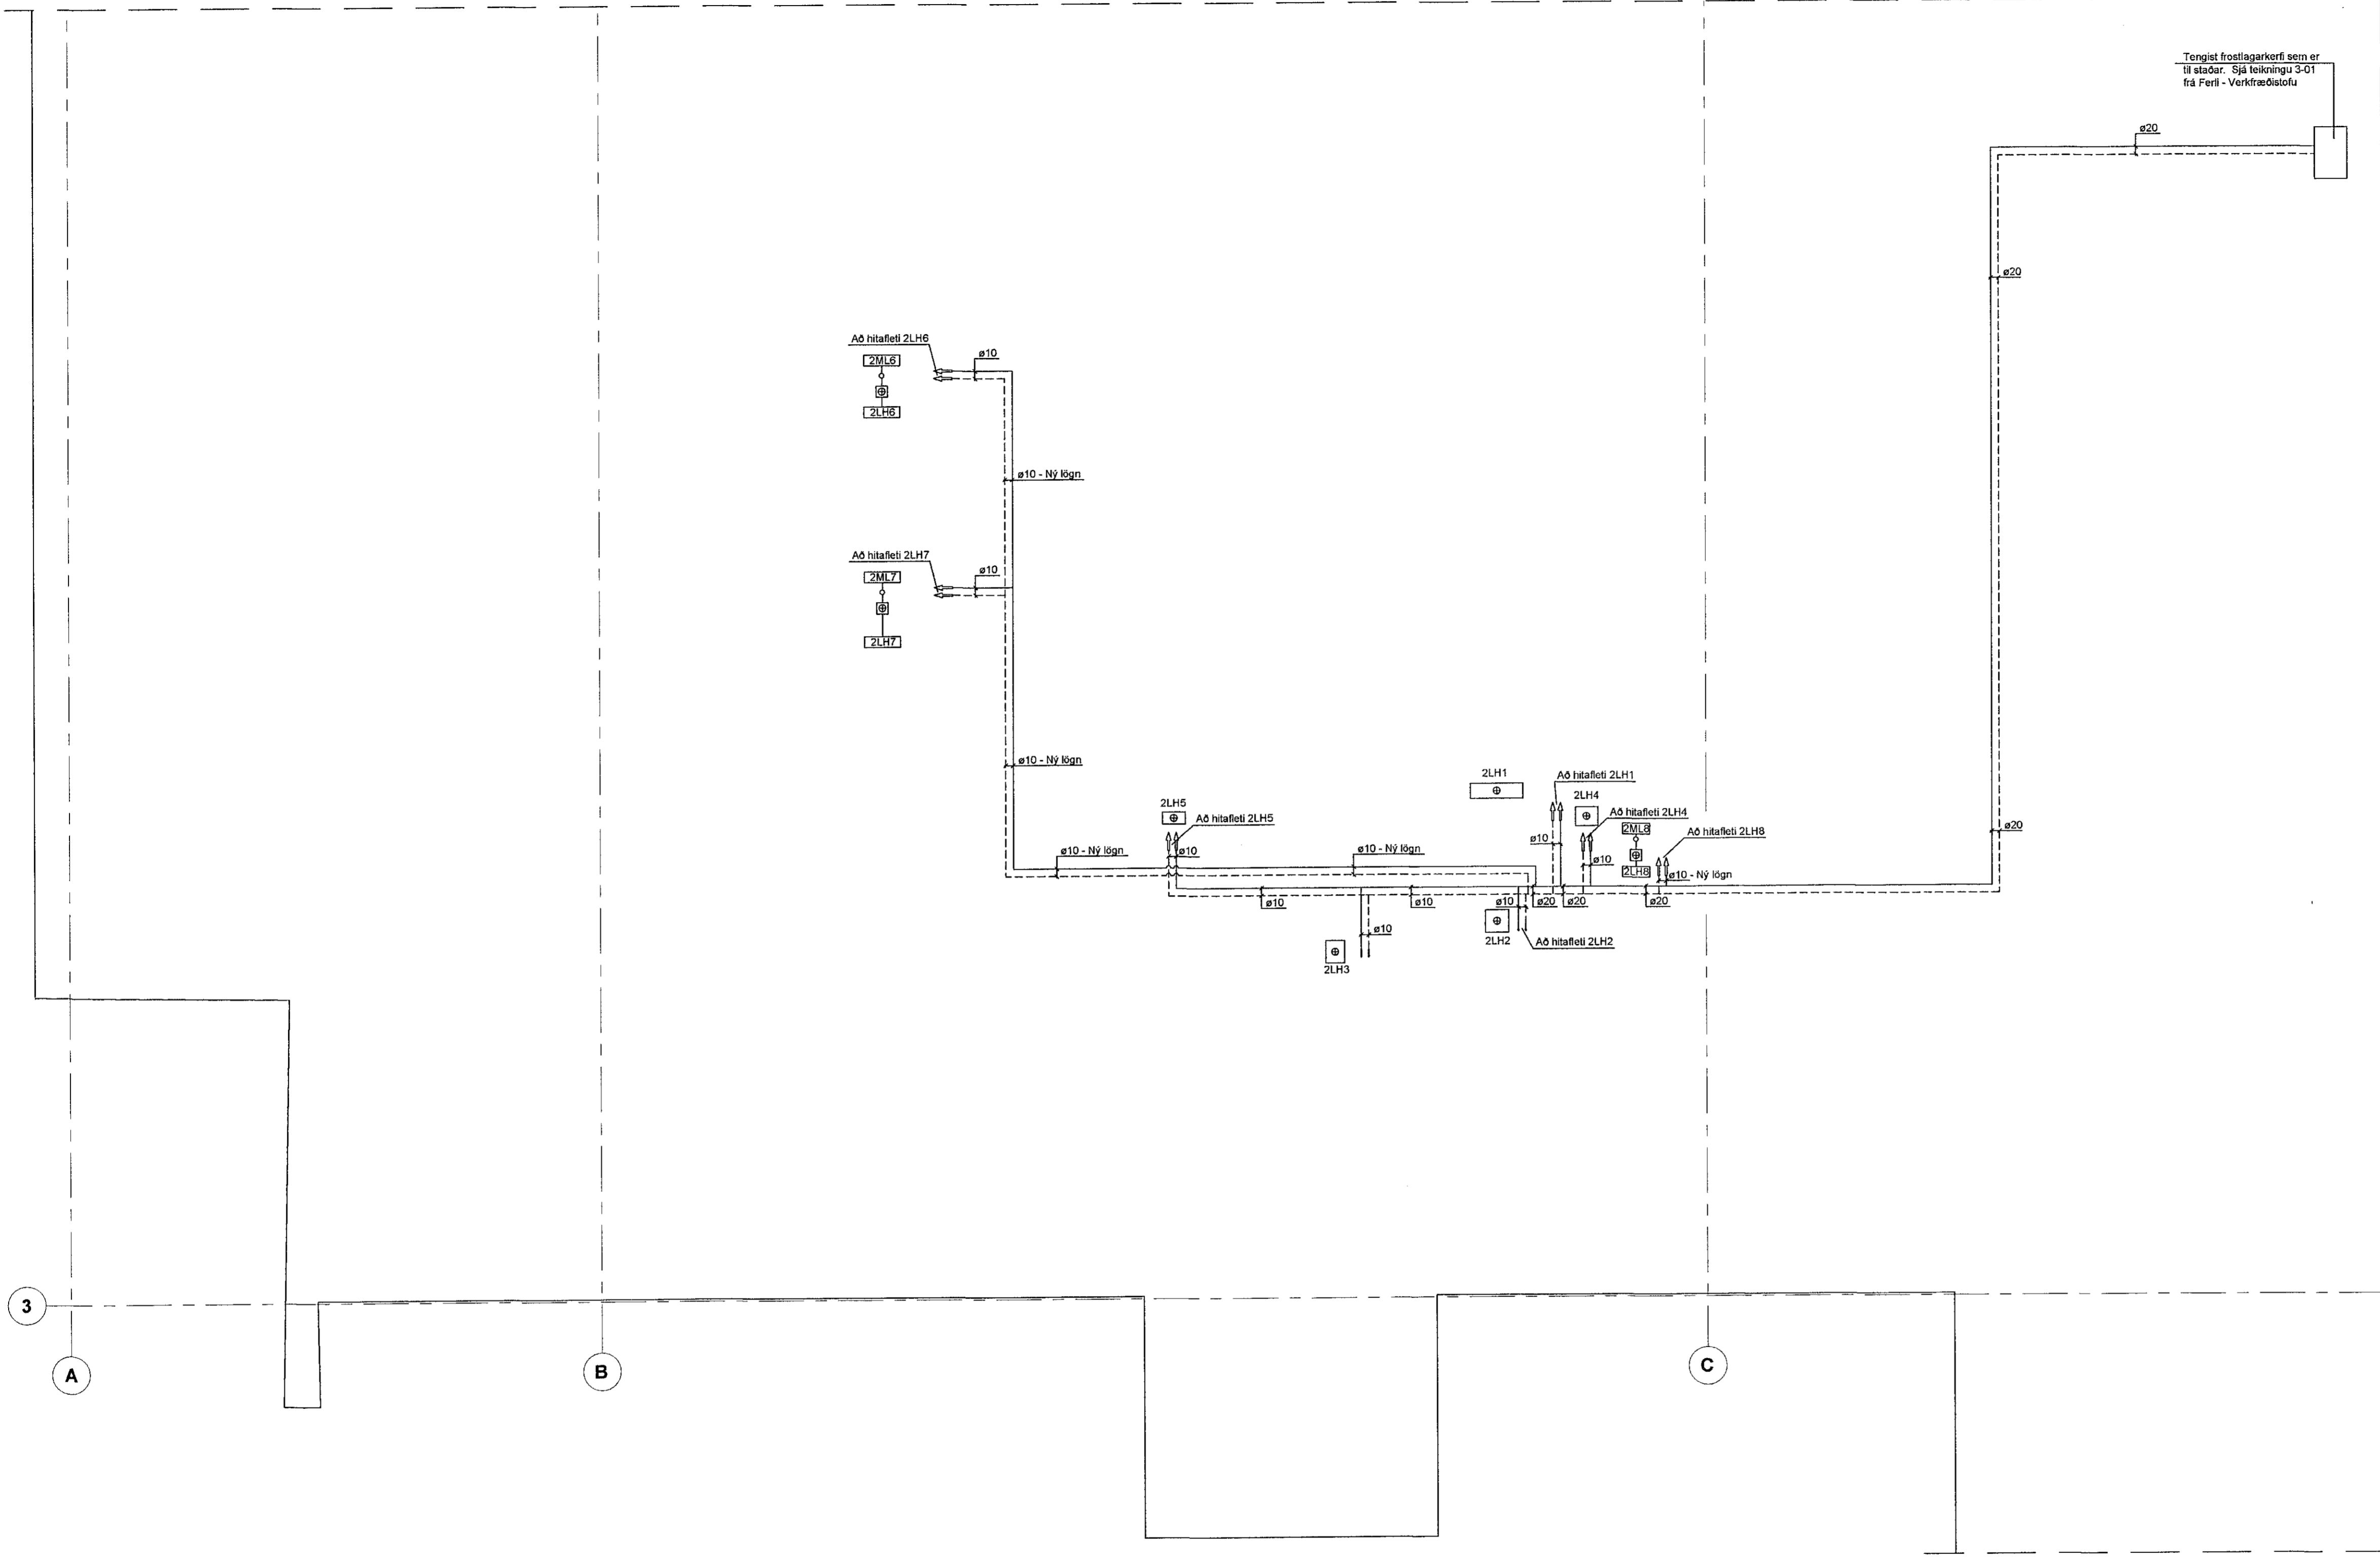 Tengist frostlagarkerfi sem er
til staðar. Sjá teikningu 3-01
frá Ferli - Verkfræðistofu
ø20
ø20
Að hitafleti 2LH6
ø10
2ML6
2LH6
ø10 - Ný lögn
Að hitafleti 2LH7
ø10
2ML7
2LH7
ø10 - Ný lögn
2LH1
Að hitafleti 2LH1
2LH5
2LH4
Að hitafleti 2LH5
Að hitafleti 2LH4
ø20
2ML8
Að hitafleti 2LH8
ø10
ø10 - Ný lögn
ø10
ø10 - Ný lögn
ø10
2LH8
ø10 - Ný lögn
ø10
ø10
ø10
ø20
ø20
ø20
ø10
2LH2
Að hitafleti 2LH2
2LH3
3
A
B
C